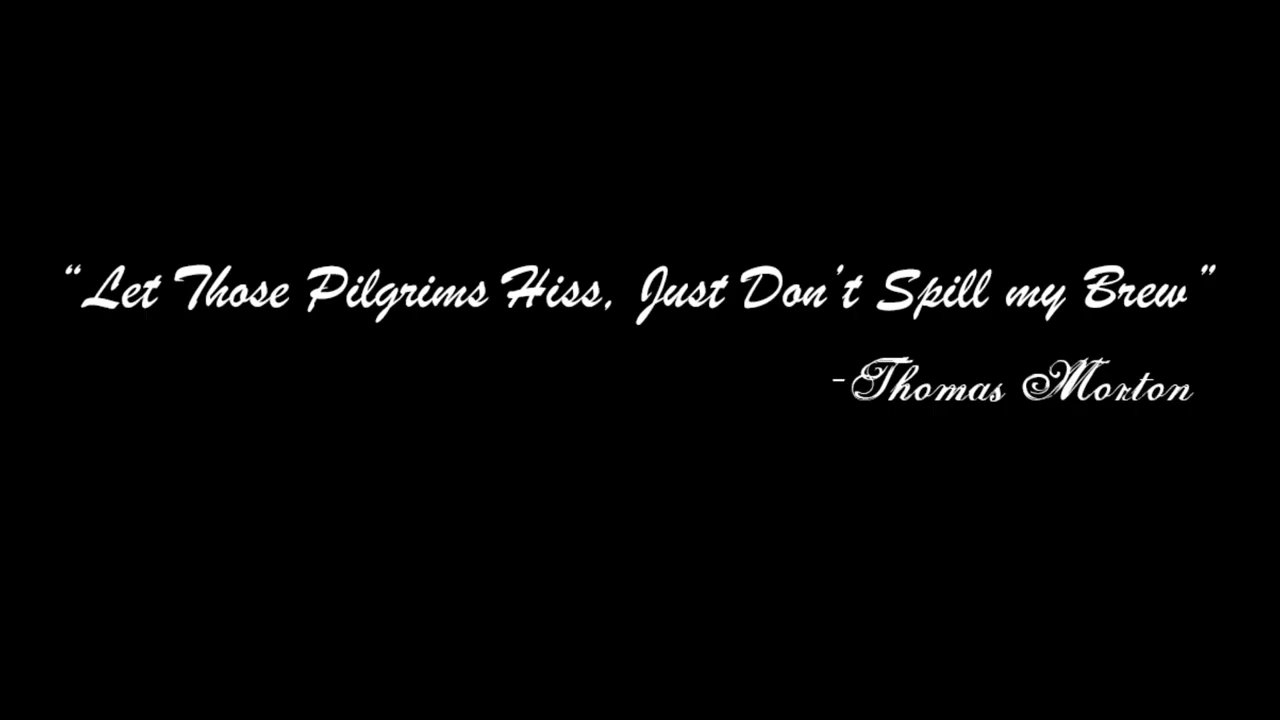 “Let Those Pilgrims Hiss, Just Don’t Spill my Brew”
-Thomas Morton